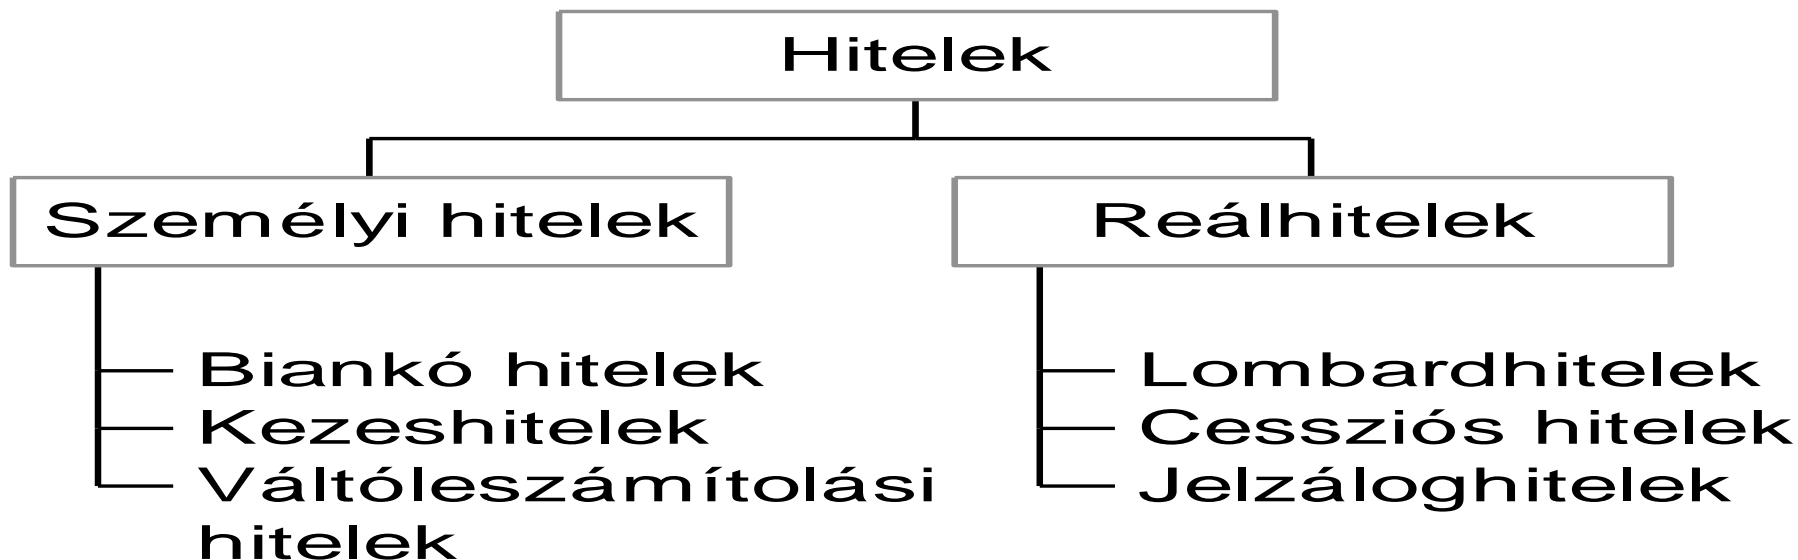 Hitelek
Személyi hitelek
Biankó hitelek
Kezeshitelek
Váltóleszámítolási
hitelek
Reálhitelek
Lombardhitelek
Cessziós hitelek
Jelzáloghitelek